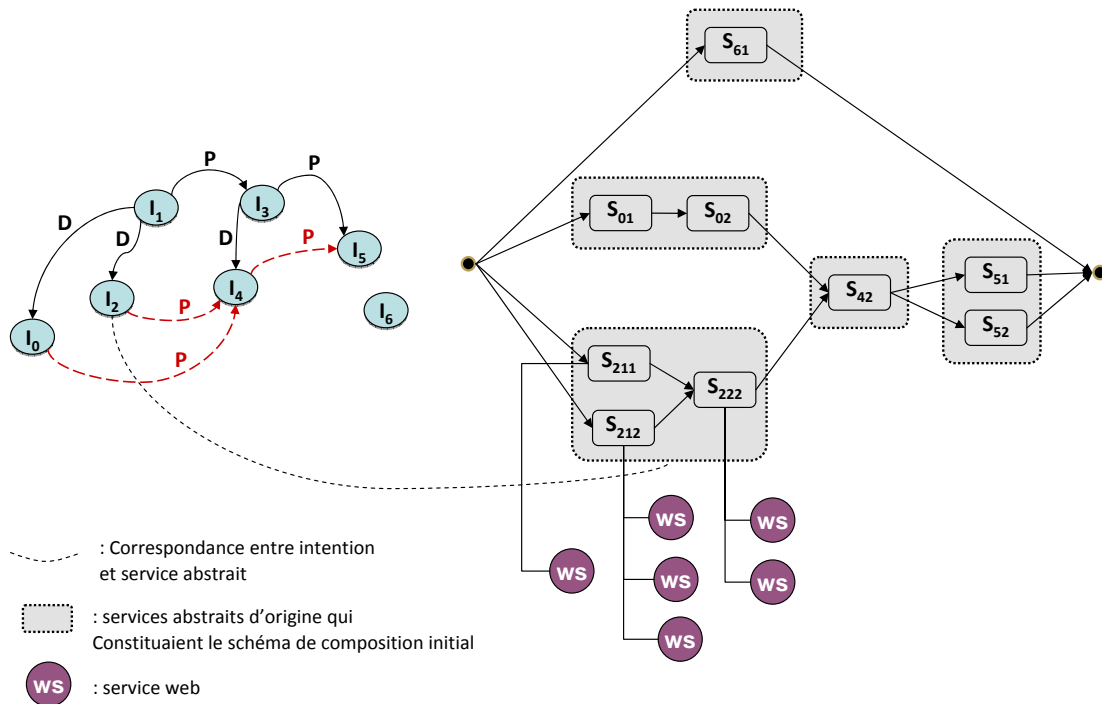 S61
P
P
I1
I3
S01
S02
D
D
D
P
I5
I2
I4
S42
S51
P
I6
S52
I0
P
S211
S222
S212
ws
ws
: Correspondance entre intention
et service abstrait
ws
ws
ws
: services abstraits d’origine qui
Constituaient le schéma de composition initial
ws
ws
: service web